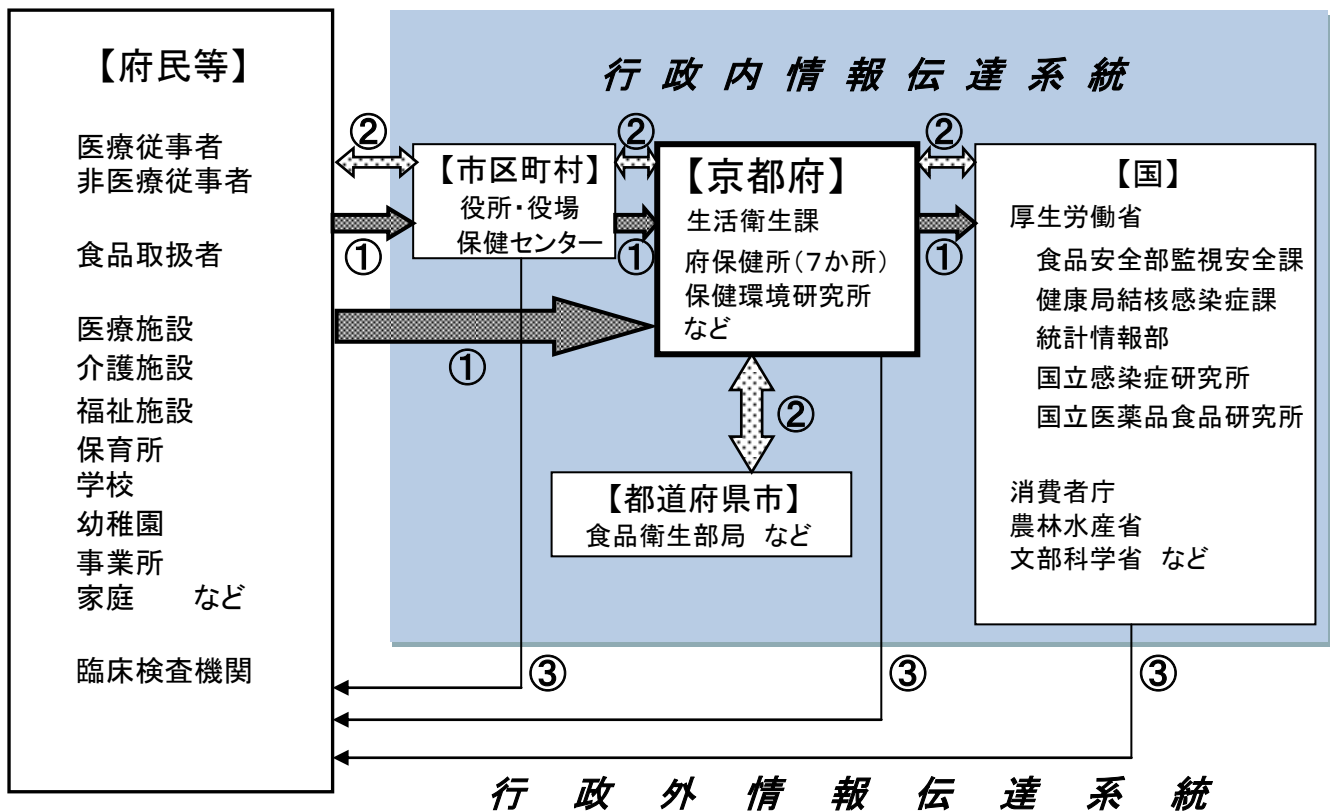 【府民等】
医療従事者
非医療従事者
食品取扱者
医療施設
介護施設
福祉施設
保育所
学校
幼稚園
事業所
家庭　　など
臨床検査機関
行政内情報伝達系統
②
②
②
【市区町村】
役所・役場
保健センター
①
①
①
①
【京都府】
生活衛生課
府保健所（７か所）
保健環境研究所
など
②
【都道府県市】
食品衛生部局　など
【国】
厚生労働省
食品安全部監視安全課
健康局結核感染症課
統計情報部
国立感染症研究所
国立医薬品食品研究所
消費者庁
農林水産省
文部科学省　など
③
③
③
行政外情報伝達系統